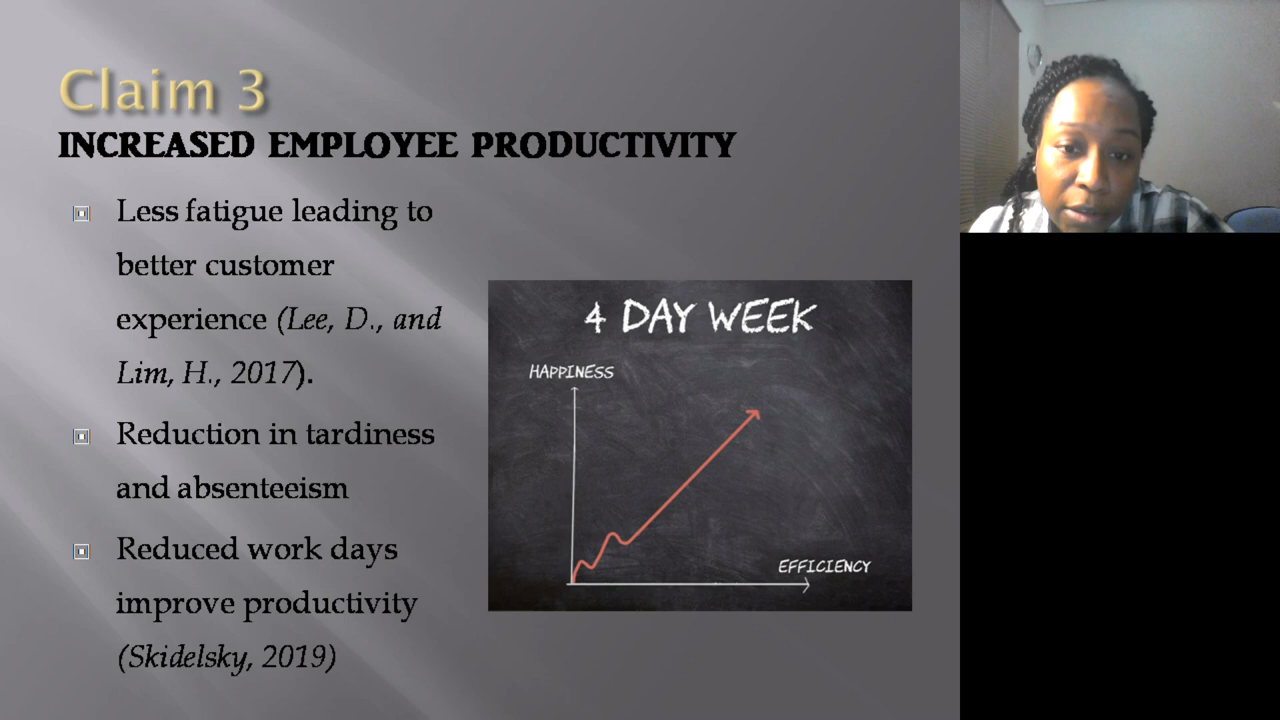 Claim 3
INCREASED EMPLOYEE PRODUCTIVITY
Less fatigue leading to
better customer
experience (Lee, D., and
Lim, H., 2017).
Reduction in tardiness
and absenteeism
Reduced work days
improve productivity
(Skidelsky, 2019)
4 DAY WEEK
HAPPINESS
EFFICIENCY